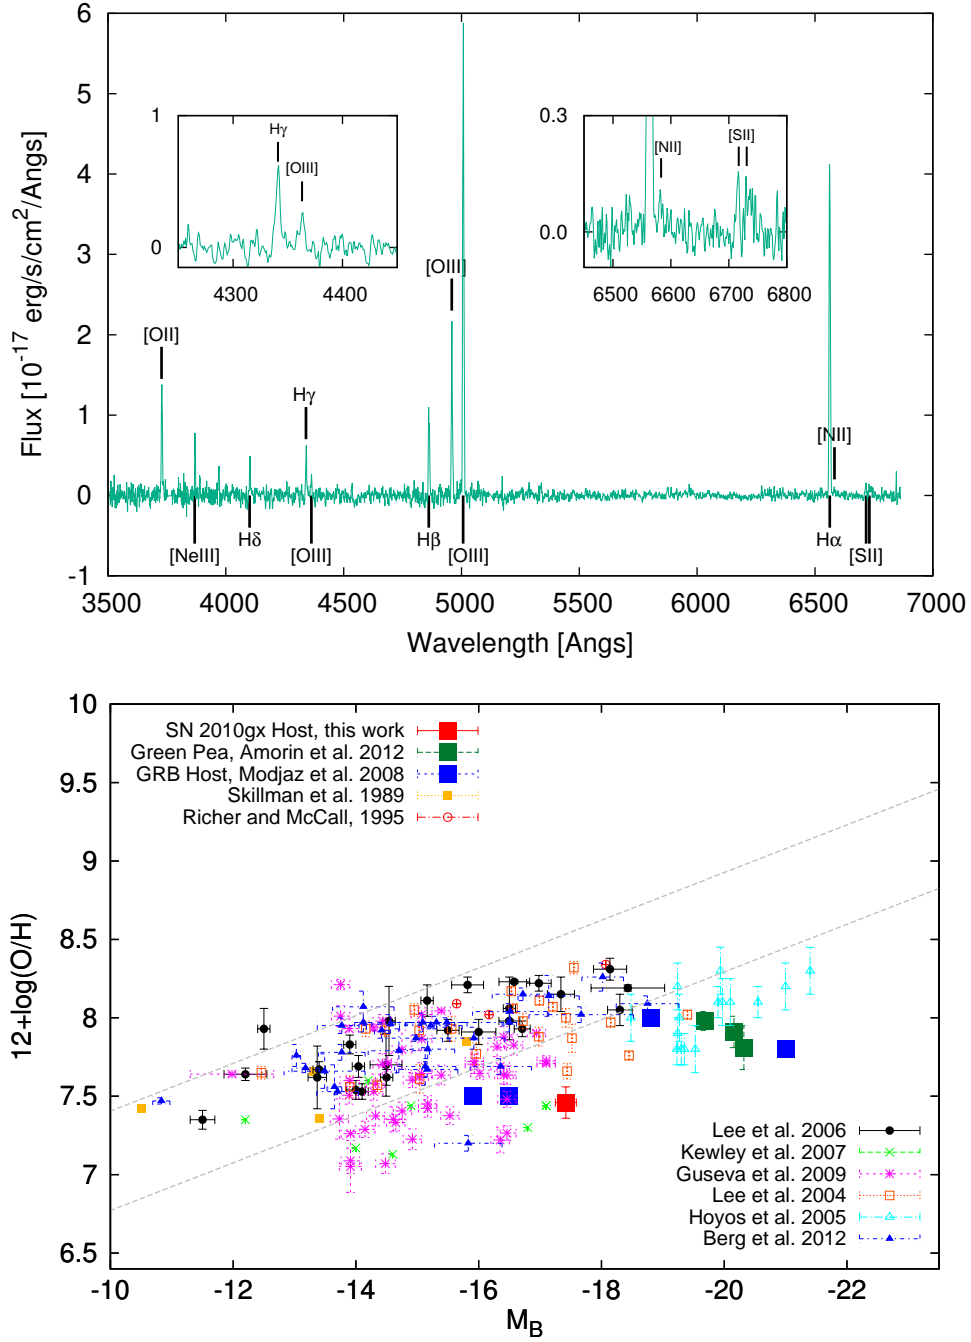 6
5
4
3
2
1
0
-1
Flux [10⁻¹⁷ erg/s/cm²/Angs]
3500 4000 4500 5000 5500 6000 6500 7000
Wavelength [Angs]
[OII]
[NeIII]
Hδ
Hγ
[OIII]
Hβ
[OIII]
[OIII]
Hα
[NII]
[SII]
1
0
Hγ
[OIII]
4300 4400
0.3
0.0
[NII]
[SII]
6500 6600 6700 6800
10
9.5
9
8.5
8
7.5
7
6.5
12+log(O/H)
-10 -12 -14 -16 -18 -20 -22
M_B
SN 2010gx Host, this work
Green Pea, Amorin et al. 2012
GRB Host, Modjaz et al. 2008
Skillman et al. 1989
Richer and McCall, 1995
Lee et al. 2006
Kewley et al. 2007
Guseva et al. 2009
Lee et al. 2004
Hoyos et al. 2005
Berg et al. 2012